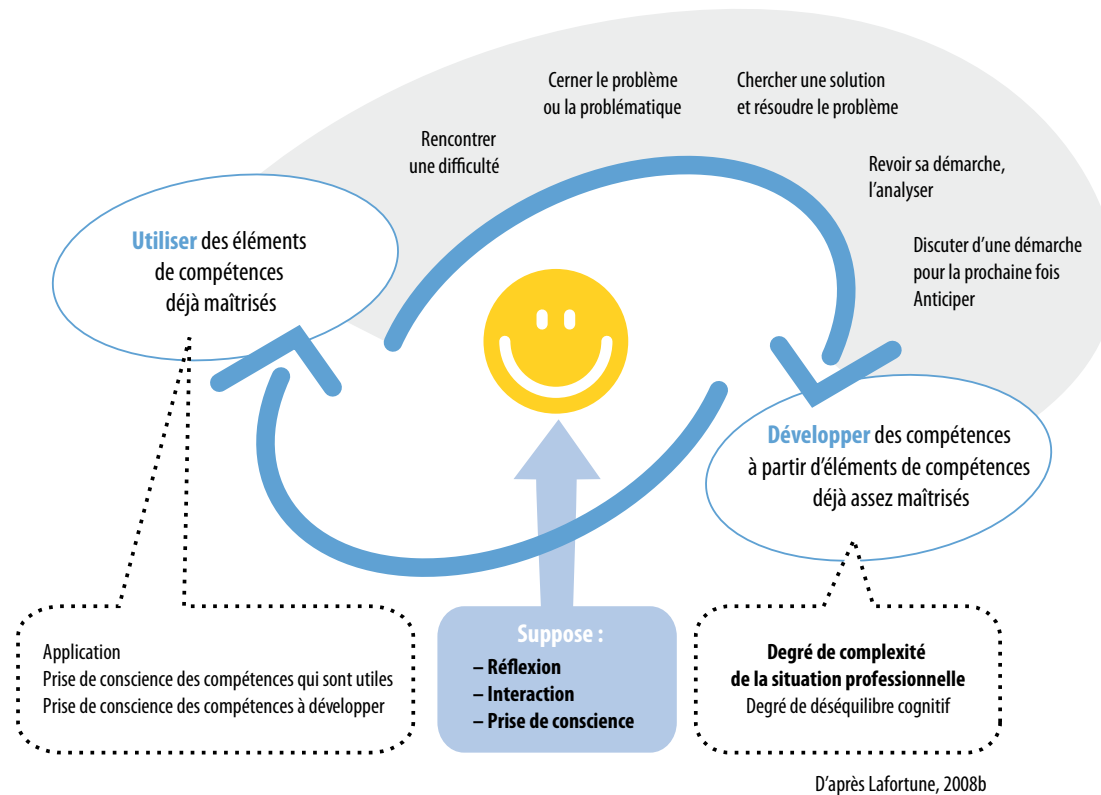 Cerner le problème
ou la problématique
Chercher une solution
et résoudre le problème
Rencontrer
une difficulté
Revoir sa démarche,
l'analyser
Discuter d'une démarche
pour la prochaine fois
Anticiper
Utiliser des éléments
de compétences
déjà maîtrisés
Développer des compétences
à partir d'éléments de compétences
déjà assez maîtrisés
Application
Prise de conscience des compétences qui sont utiles
Prise de conscience des compétences à développer
Suppose :
– Réflexion
– Interaction
– Prise de conscience
Degré de complexité
de la situation professionnelle
Degré de déséquilibre cognitif
D'après Lafortune, 2008b